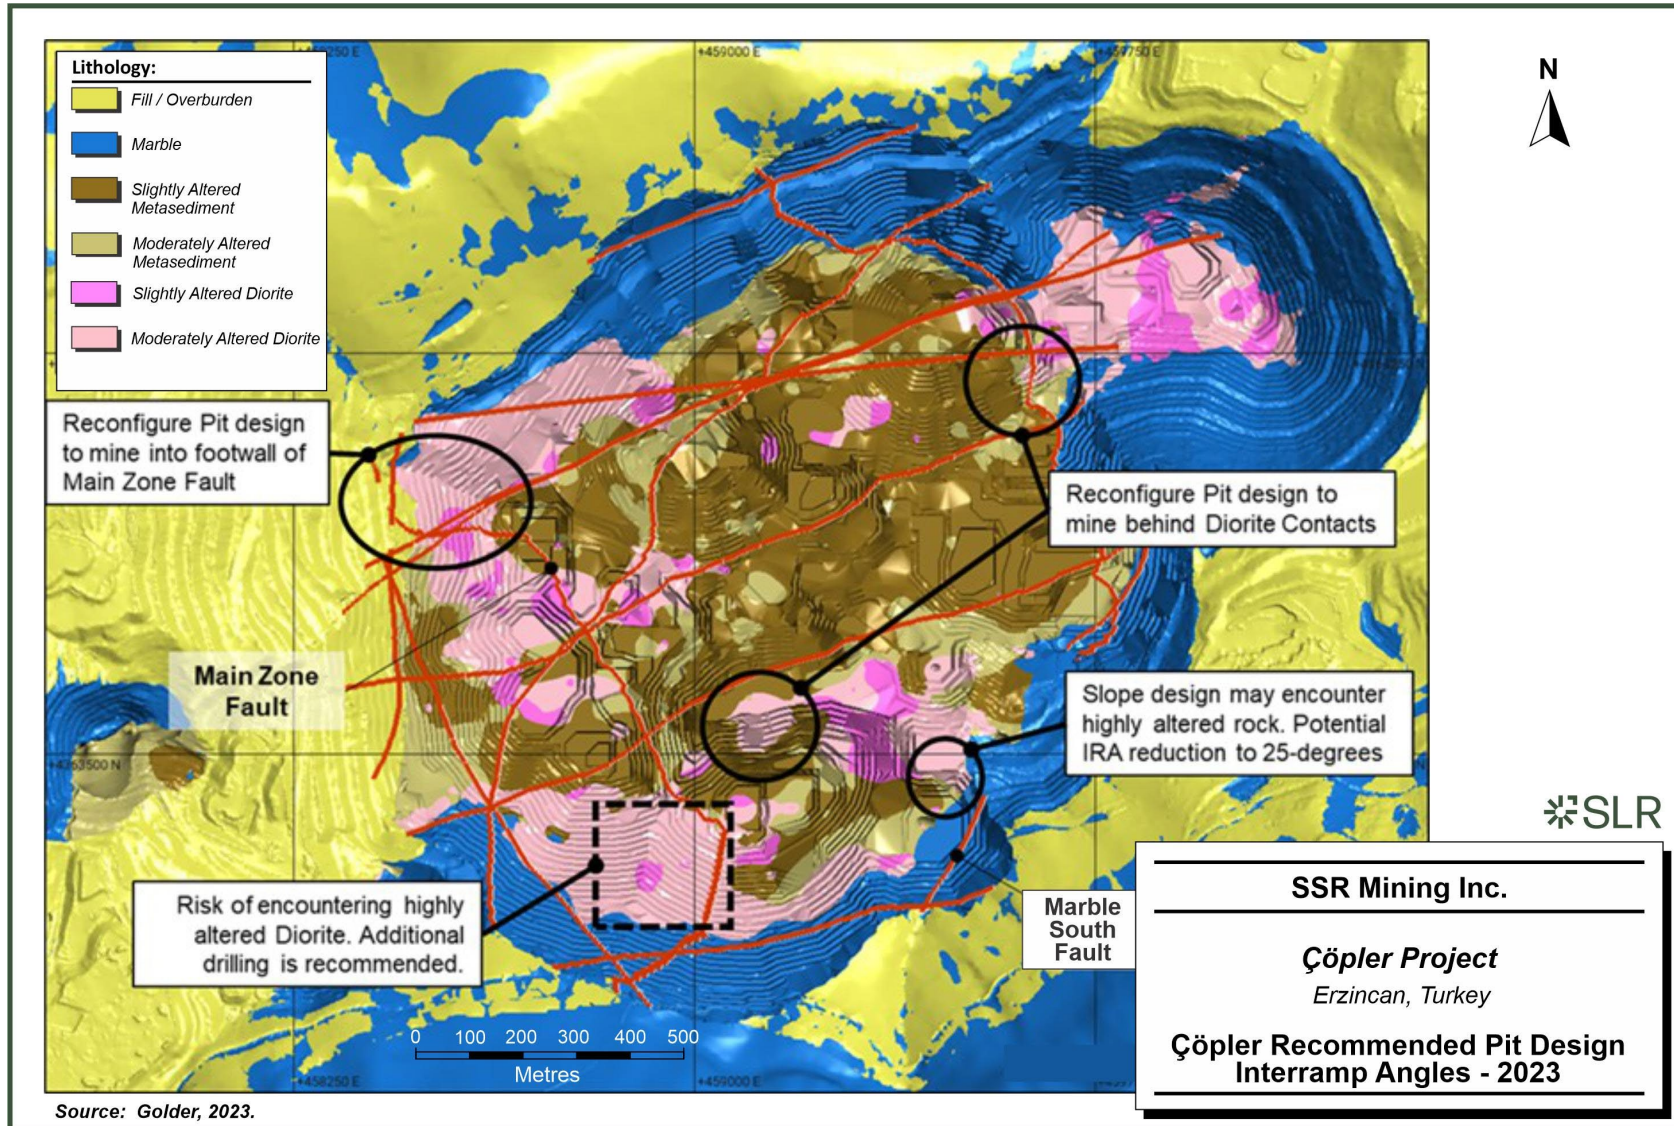 +458250 E
+459000 E
+459750 E
Lithology:
Fill / Overburden
Marble
Slightly Altered
Metasediment
Moderately Altered
Metasediment
Slightly Altered Diorite
Moderately Altered Diorite
N
Reconfigure Pit design
to mine into footwall of
Main Zone Fault
Reconfigure Pit design to
mine behind Diorite Contacts
Main Zone
Fault
Slope design may encounter
highly altered rock. Potential
IRA reduction to 25-degrees
+4363500 N
Risk of encountering highly
altered Diorite. Additional
drilling is recommended.
Marble
South
Fault
0 100 200 300 400 500
Metres
+458250 E
+459000 E
SLR
SSR Mining Inc.
Çöpler Project
Erzincan, Turkey
Çöpler Recommended Pit Design
Interramp Angles - 2023
Source: Golder, 2023.